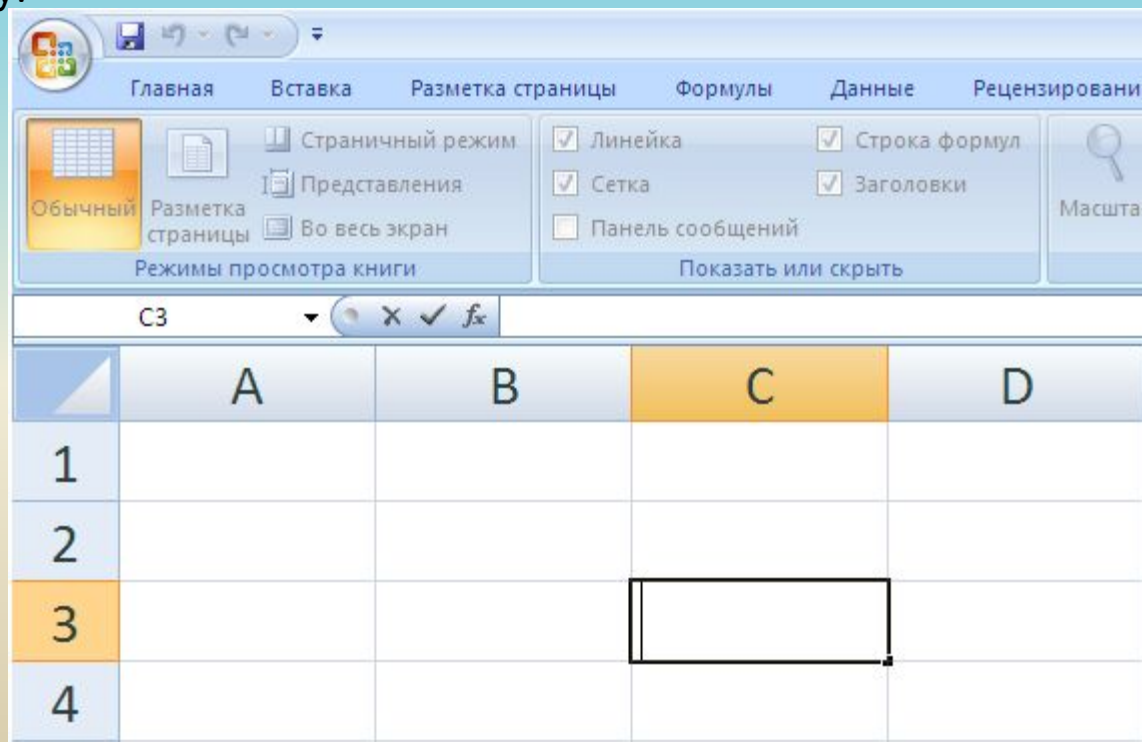 у.
Главная Вставка Разметка страницы Формулы Данные Рецензировани
Обычный
Разметка страницы
Страничный режим
Представления
Во весь экран
Режимы просмотра книги
Линейка
Сетка
Панель сообщений
Строка формул
Заголовки
Показать или скрыть
Масшта
C3 fx
A B C D
1
2
3
4